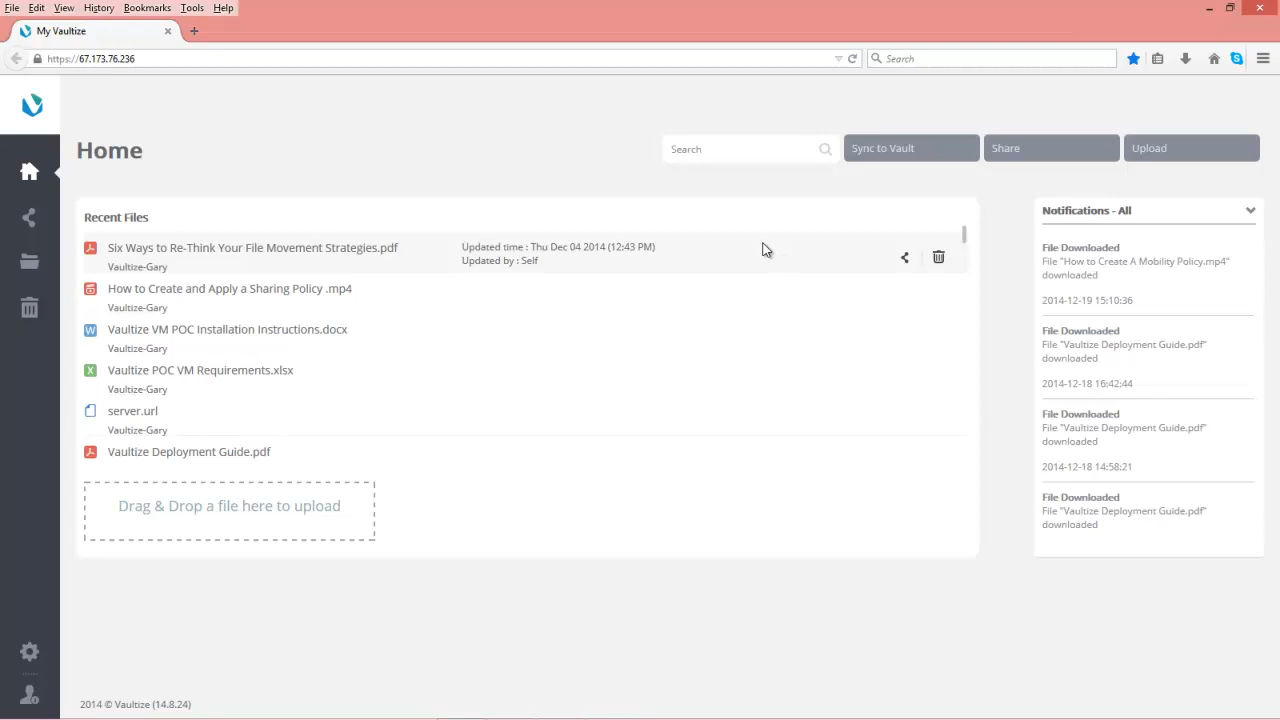 File Edit View History Bookmarks Tools Help
My Vaultize
https://67.173.76.236
Search
Home
Search
Sync to Vault
Share
Upload
Recent Files
Six Ways to Re-Think Your File Movement Strategies.pdf
Vaultize-Gary
Updated time : Thu Dec 04 2014 (12:43 PM)
Updated by : Self
How to Create and Apply a Sharing Policy .mp4
Vaultize-Gary
Vaultize VM POC Installation Instructions.docx
Vaultize-Gary
Vaultize POC VM Requirements.xlsx
Vaultize-Gary
server.url
Vaultize-Gary
Vaultize Deployment Guide.pdf
Drag & Drop a file here to upload
Notifications - All
File Downloaded
File "How to Create A Mobility Policy.mp4"
downloaded
2014-12-19 15:10:36
File Downloaded
File "Vaultize Deployment Guide.pdf"
downloaded
2014-12-18 16:42:44
File Downloaded
File "Vaultize Deployment Guide.pdf"
downloaded
2014-12-18 14:58:21
File Downloaded
File "Vaultize Deployment Guide.pdf"
downloaded
2014 © Vaultize (14.8.24)